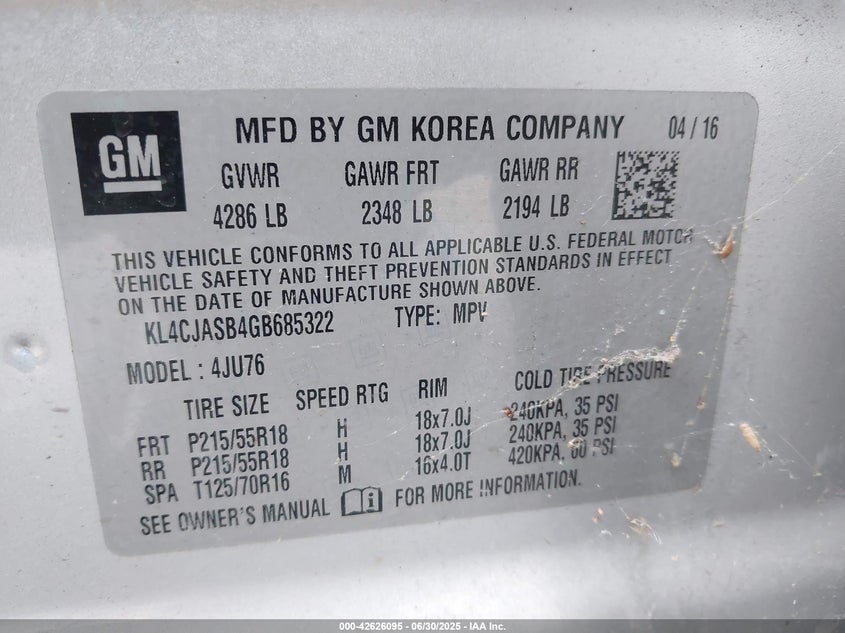 GM
MFD BY GM KOREA COMPANY 04 / 16
GVWR GAWR FRT GAWR RR
4286 LB 2348 LB 2194 LB
THIS VEHICLE CONFORMS TO ALL APPLICABLE U.S. FEDERAL MOTOR
VEHICLE SAFETY AND THEFT PREVENTION STANDARDS IN EFFECT
ON THE DATE OF MANUFACTURE SHOWN ABOVE.
KL4CJASB4GB685322 TYPE: MPV
MODEL : 4JU76
TIRE SIZE SPEED RTG RIM COLD TIRE PRESSURE
FRT P215/55R18 H 18x7.0J 240KPA, 35 PSI
RR P215/55R18 H 18x7.0J 240KPA, 35 PSI
SPA T125/70R16 M 16x4.0T 420KPA, 60 PSI
SEE OWNER'S MANUAL FOR MORE INFORMATION.
000-42626095 - 06/30/2025 - IAA Inc.